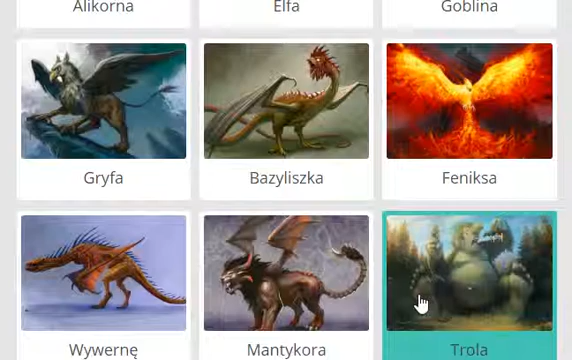 Alikorna
Elfa
Goblina
Gryfa
Bazyliszka
Feniksa
Wywernę
Mantykora
Trola